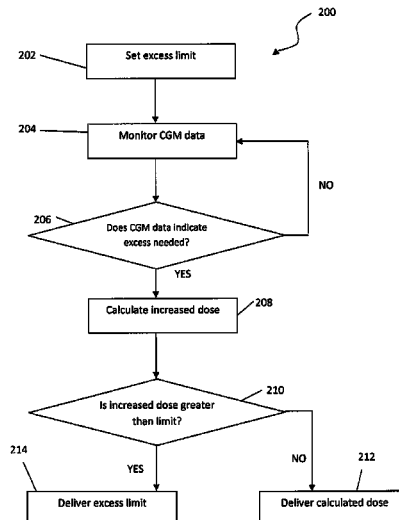 200
202
Set excess limit
204
Monitor CGM data
NO
206
Does CGM data indicate
excess needed?
YES
Calculate increased dose
208
210
Is increased dose greater
than limit?
214
YES
NO
212
Deliver excess limit
Deliver calculated dose